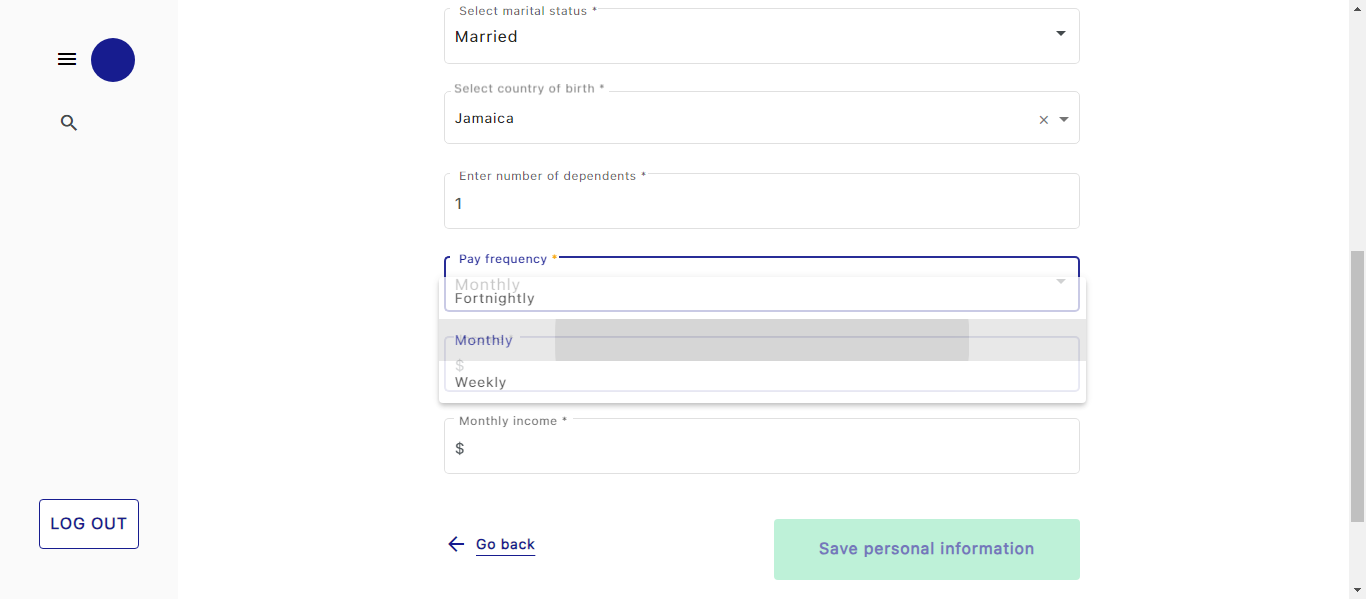 Select marital status *
Married
Select country of birth *
Jamaica
Enter number of dependents *
1
Pay frequency *
Monthly
Fortnightly
Monthly
$
Weekly
Monthly income *
$
LOG OUT
Go back
Save personal information